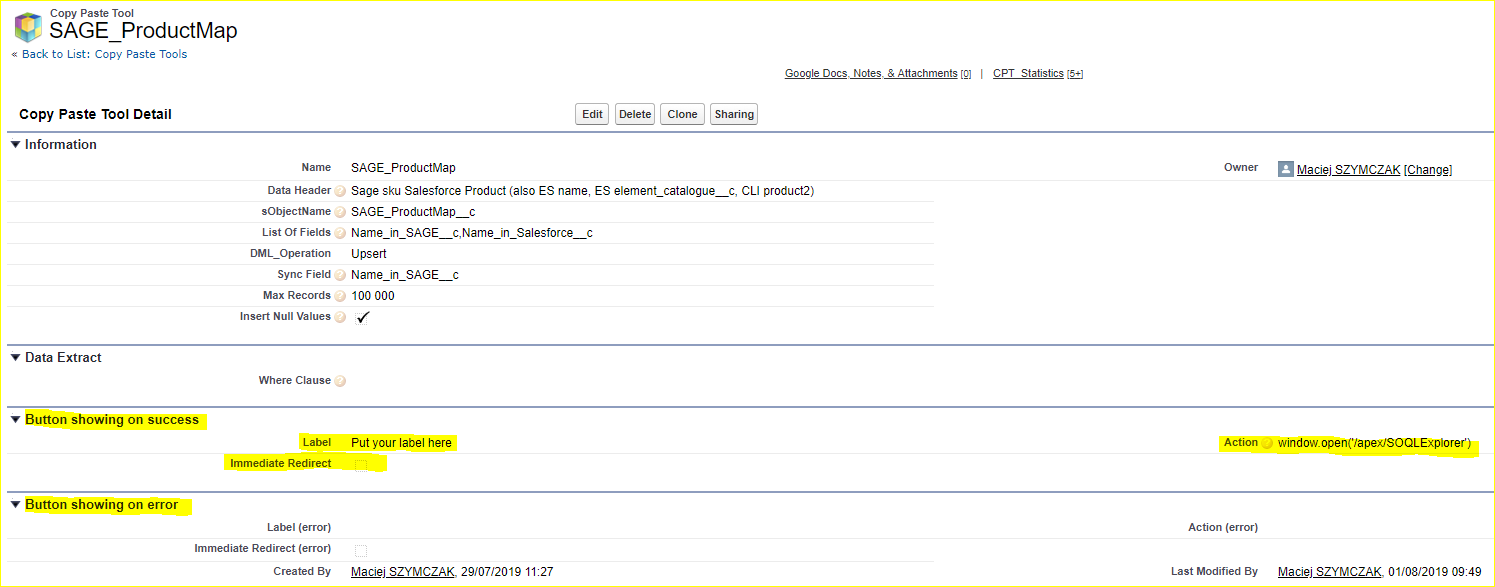 Copy Paste Tool
SAGE_ProductMap
« Back to List: Copy Paste Tools
Google Docs, Notes, & Attachments [0] | CPT_Statistics [5+]
Copy Paste Tool Detail Edit Delete Clone Sharing
Information
Name SAGE_ProductMap Owner Maciej SZYMCZAK [Change]
Data Header ? Sage sku Salesforce Product (also ES name, ES element_catalogue__c, CLI product2)
sObjectName ? SAGE_ProductMap__c
List Of Fields ? Name_in_SAGE__c,Name_in_Salesforce__c
DML_Operation Upsert
Sync Field ? Name_in_SAGE__c
Max Records ? 100 000
Insert Null Values ?
Data Extract
Where Clause ?
Button showing on success
Label Put your label here Action ? window.open('/apex/SOQLExplorer')
Immediate Redirect
Button showing on error
Label (error) Action (error)
Immediate Redirect (error)
Created By Maciej SZYMCZAK, 29/07/2019 11:27 Last Modified By Maciej SZYMCZAK, 01/08/2019 09:49